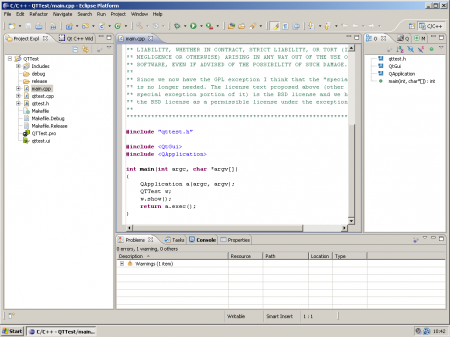 C/C++ - QTTest/main.cpp - Eclipse Platform
File Edit Refactor Navigate Search Run Project Window Help
C/C++
Project Expl
Qt C++ Wid
QTTest
Includes
debug
release
main.cpp
qttest.cpp
qttest.h
Makefile
Makefile.Debug
Makefile.Release
QTTest.pro
qttest.ui
main.cpp
** LIABILITY, WHETHER IN CONTRACT, STRICT LIABILITY, OR TORT (I
** NEGLIGENCE OR OTHERWISE) ARISING IN ANY WAY OUT OF THE USE O
** SOFTWARE, EVEN IF ADVISED OF THE POSSIBILITY OF SUCH DAMAGE.
**
** Since we now have the GPL exception I think that the "specia
** is no longer needed. The license text proposed above (other
** special exception portion of it) is the BSD license and we h
** the BSD license as a permissible license under the exception
**
#include "qttest.h"
#include <QtGui>
#include <QApplication>
int main(int argc, char *argv[])
{
QApplication a(argc, argv);
QTTest w;
w.show();
return a.exec();
}
O
M
qttest.h
QtGui
QApplication
main(int, char*[]) : int
Problems
Tasks
Console
Properties
0 errors, 1 warning, 0 others
Description
Resource
Path
Location
Type
Warnings (1 item)
Writable
Smart Insert
1 : 1
Start
C/C++ - QTTest/main...
10:42